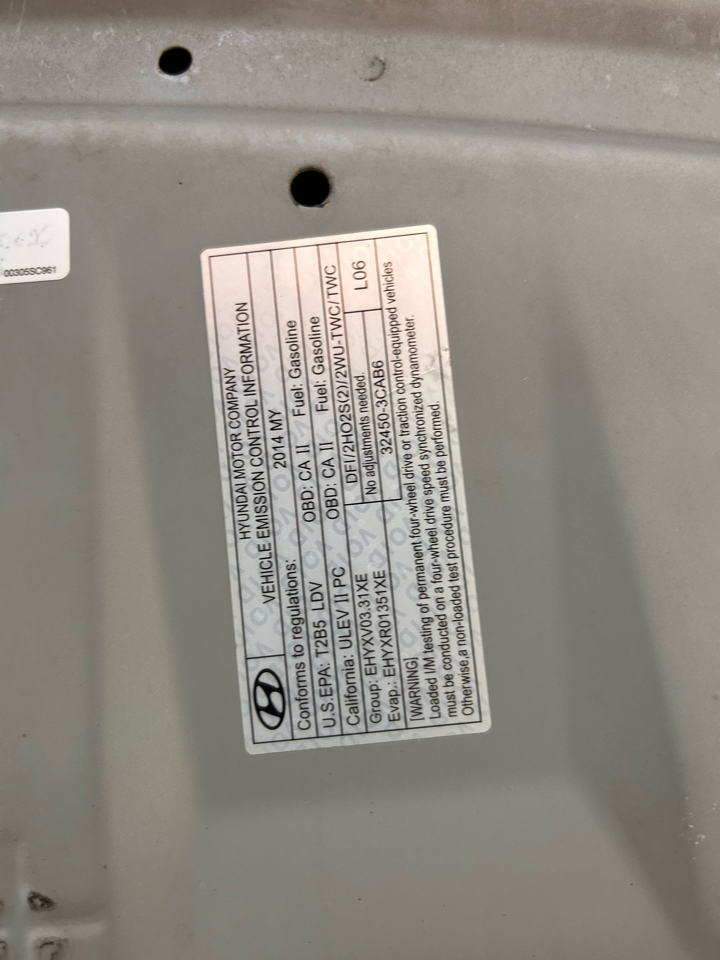 00305SC961
HYUNDAI MOTOR COMPANY
VEHICLE EMISSION CONTROL INFORMATION
Conforms to regulations: 2014 MY
U.S.EPA: T2B5 LDV OBD: CA II Fuel: Gasoline
California: ULEV II PC OBD: CA II Fuel: Gasoline
Group: EHYXV03.31XE DFI/2HO2S(2)/2WU-TWC/TWC
Evap.: EHYXR01351XE No adjustments needed. L06
32450-3CAB6
[WARNING]
Loaded I/M testing of permanent four-wheel drive or traction control-equipped vehicles
must be conducted on a four-wheel drive speed synchronized dynamometer.
Otherwise,a non-loaded test procedure must be performed.